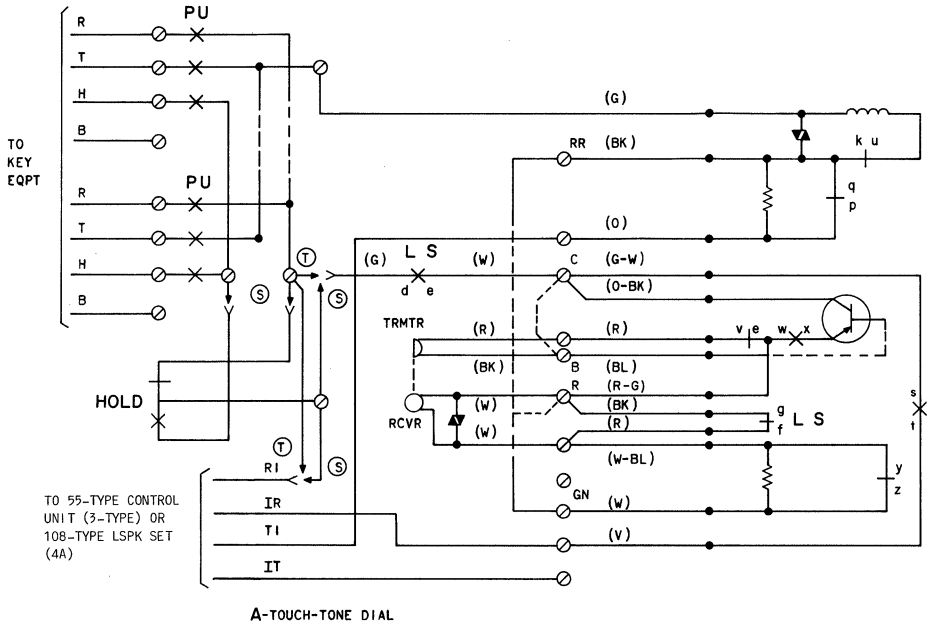 PU
R
T
H
B
TO
KEY
EQPT
PU
R
T
H
B
(G)
RR (BK)
k u
q
p
(O)
T
S
S
(G)
L S
d e
(W)
C (G-W)
(O-BK)
TRMTR
(R)
(R)
v e
w x
(BK)
B (BL)
R (R-G)
(W)
(BK)
g
f
L S
s
t
HOLD
RCVR
(W)
(R)
(W-BL)
y
z
T
S
RI
GN
(W)
IR
(V)
TI
IT
TO 55-TYPE CONTROL
UNIT (3-TYPE) OR
108-TYPE LSPK SET
(4A)
A-TOUCH-TONE DIAL